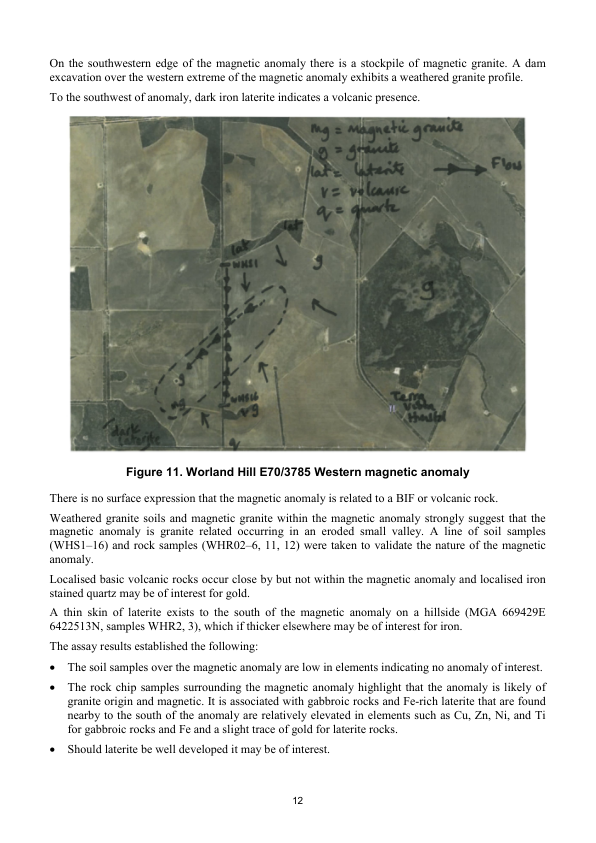 On the southwestern edge of the magnetic anomaly there is a stockpile of magnetic granite. A dam
excavation over the western extreme of the magnetic anomaly exhibits a weathered granite profile.
To the southwest of anomaly, dark iron laterite indicates a volcanic presence.
mg = magnetic granite
g = granite
lat = laterite
Flow
v = volcanic
q = quartz
lat
lat
WHS1
g
g
g
mg
WHS16
v g
dark
laterite
q
Terra
Vista
Figure 11. Worland Hill E70/3785 Western magnetic anomaly
There is no surface expression that the magnetic anomaly is related to a BIF or volcanic rock.
Weathered granite soils and magnetic granite within the magnetic anomaly strongly suggest that the
magnetic anomaly is granite related occurring in an eroded small valley. A line of soil samples
(WHS1–16) and rock samples (WHR02–6, 11, 12) were taken to validate the nature of the magnetic
anomaly.
Localised basic volcanic rocks occur close by but not within the magnetic anomaly and localised iron
stained quartz may be of interest for gold.
A thin skin of laterite exists to the south of the magnetic anomaly on a hillside (MGA 669429E
6422513N, samples WHR2, 3), which if thicker elsewhere may be of interest for iron.
The assay results established the following:
• The soil samples over the magnetic anomaly are low in elements indicating no anomaly of interest.
• The rock chip samples surrounding the magnetic anomaly highlight that the anomaly is likely of
granite origin and magnetic. It is associated with gabbroic rocks and Fe-rich laterite that are found
nearby to the south of the anomaly are relatively elevated in elements such as Cu, Zn, Ni, and Ti
for gabbroic rocks and Fe and a slight trace of gold for laterite rocks.
• Should laterite be well developed it may be of interest.
12